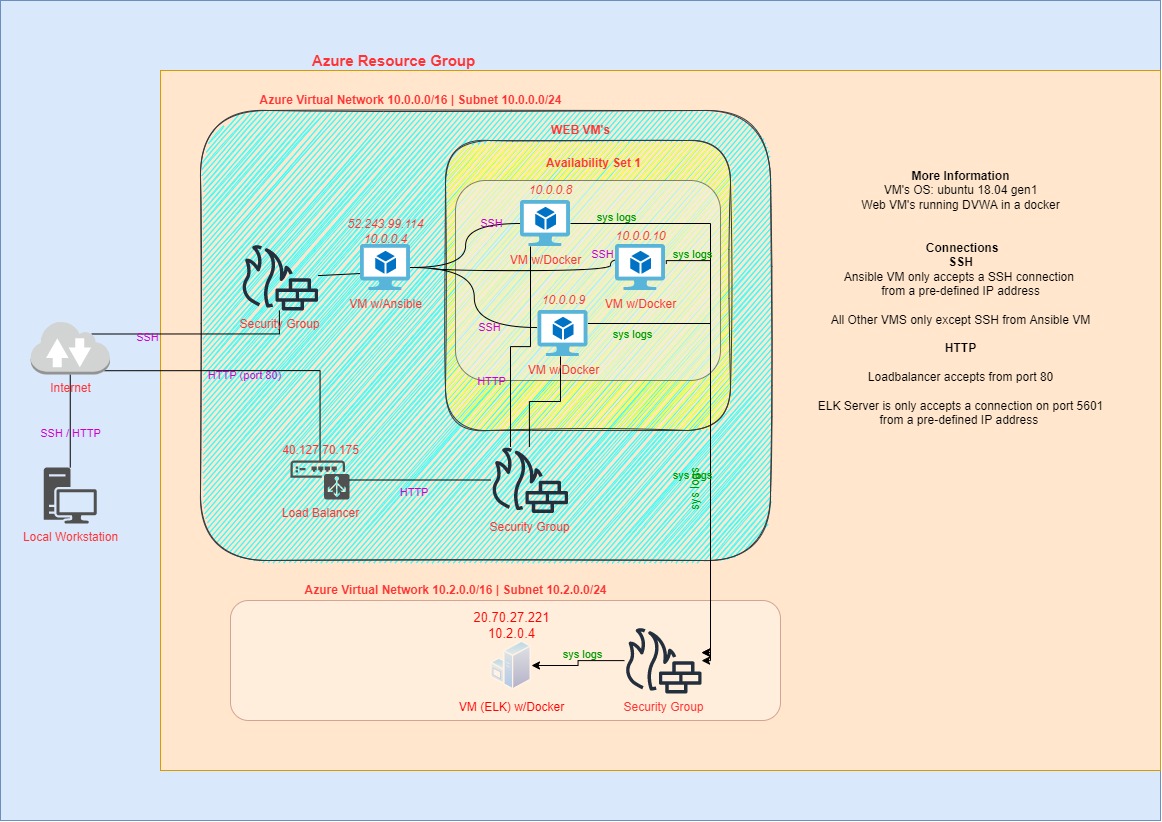 Azure Resource Group
Azure Virtual Network 10.0.0.0/16 | Subnet 10.0.0.0/24
WEB VM's
Availability Set 1
10.0.0.8
SSH
sys logs
VM w/Docker
10.0.0.10
SSH
sys logs
VM w/Docker
10.0.0.9
SSH
sys logs
VM w/Docker
HTTP
52.243.99.114
10.0.0.4
VM w/Ansible
Security Group
SSH
Internet
HTTP (port 80)
SSH / HTTP
Local Workstation
40.127.70.175
Load Balancer
HTTP
Security Group
sys logs
sys logs
Azure Virtual Network 10.2.0.0/16 | Subnet 10.2.0.0/24
20.70.27.221
10.2.0.4
sys logs
VM (ELK) w/Docker
Security Group
More Information
VM's OS: ubuntu 18.04 gen1
Web VM's running DVWA in a docker
Connections
SSH
Ansible VM only accepts a SSH connection
from a pre-defined IP address
All Other VMS only except SSH from Ansible VM
HTTP
Loadbalancer accepts from port 80
ELK Server is only accepts a connection on port 5601
from a pre-defined IP address